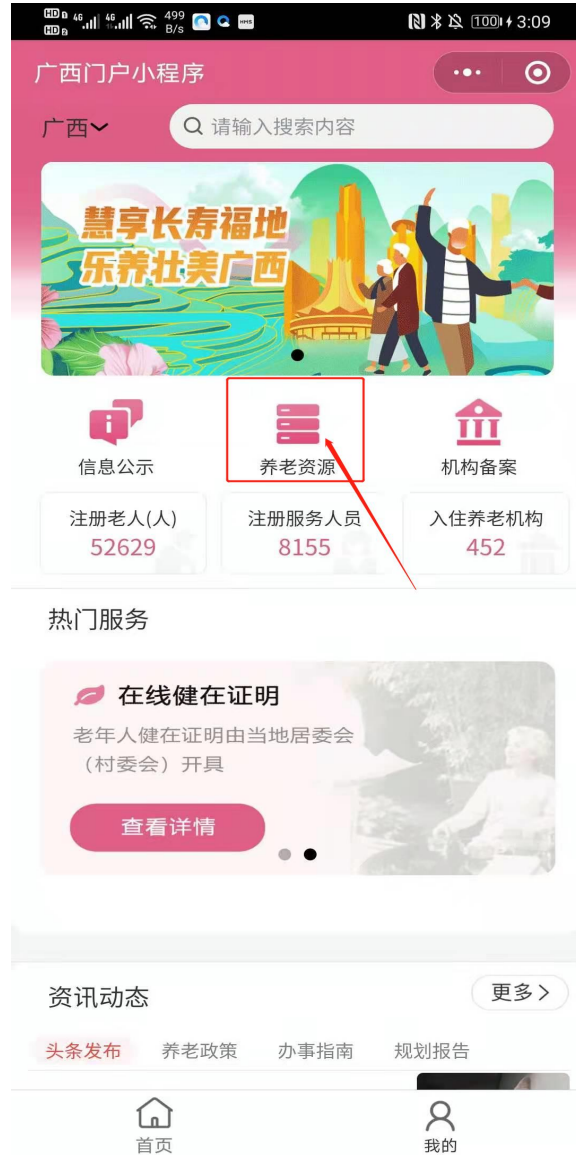 HD 46 46 499 B/s HMS 100 3:09
HD 2
广西门户小程序
广西
请输入搜索内容
慧享长寿福地
乐养壮美广西
信息公示 养老资源 机构备案
注册老人(人) 注册服务人员 入住养老机构
52629 8155 452
热门服务
在线健在证明
老年人健在证明由当地居委会
（村委会）开具
查看详情
资讯动态 更多
头条发布 养老政策 办事指南 规划报告
首页 我的